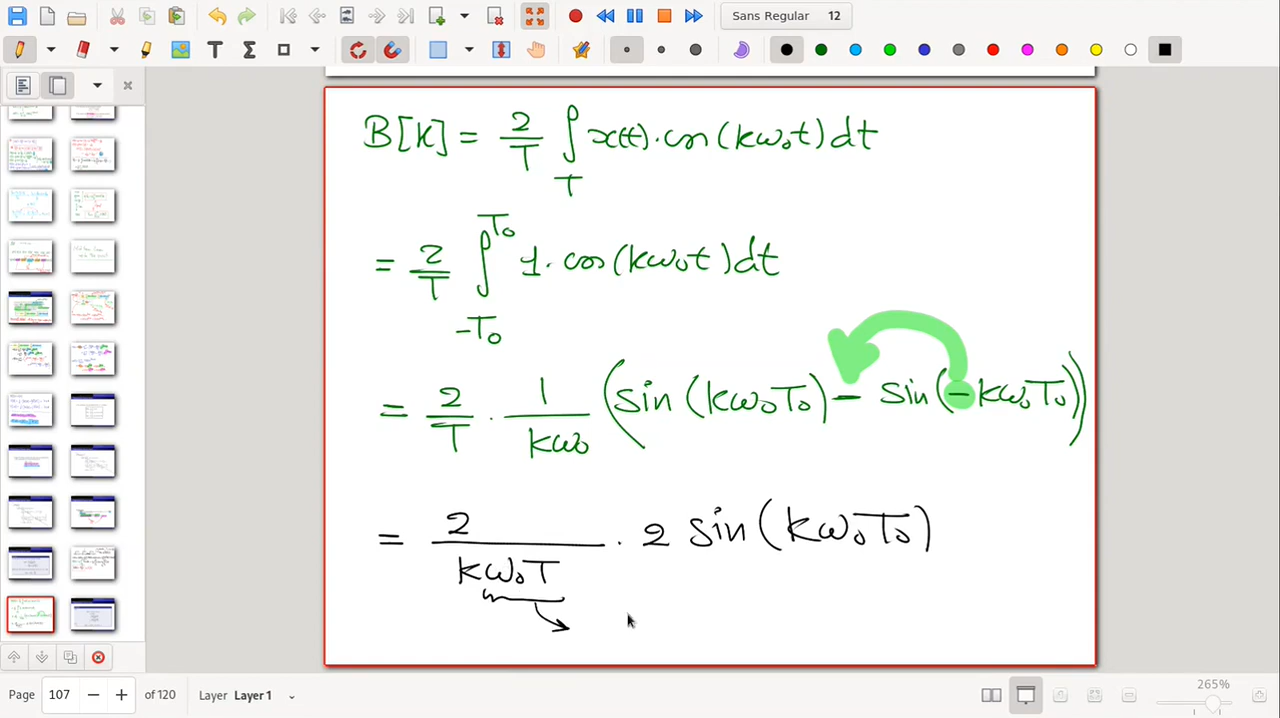 Sans Regular 12
B[K] = 2/T ∫_T x(t)·cos(kω₀t)dt
= 2/T ∫_{-T₀}^{T₀} 1·cos(kω₀t)dt
= 2/T · 1/kω₀ (sin(kω₀T₀) − sin(−kω₀T₀))
= 2/kω₀T · 2 sin(kω₀T₀)
Page 107 of 120 Layer Layer 1 265%